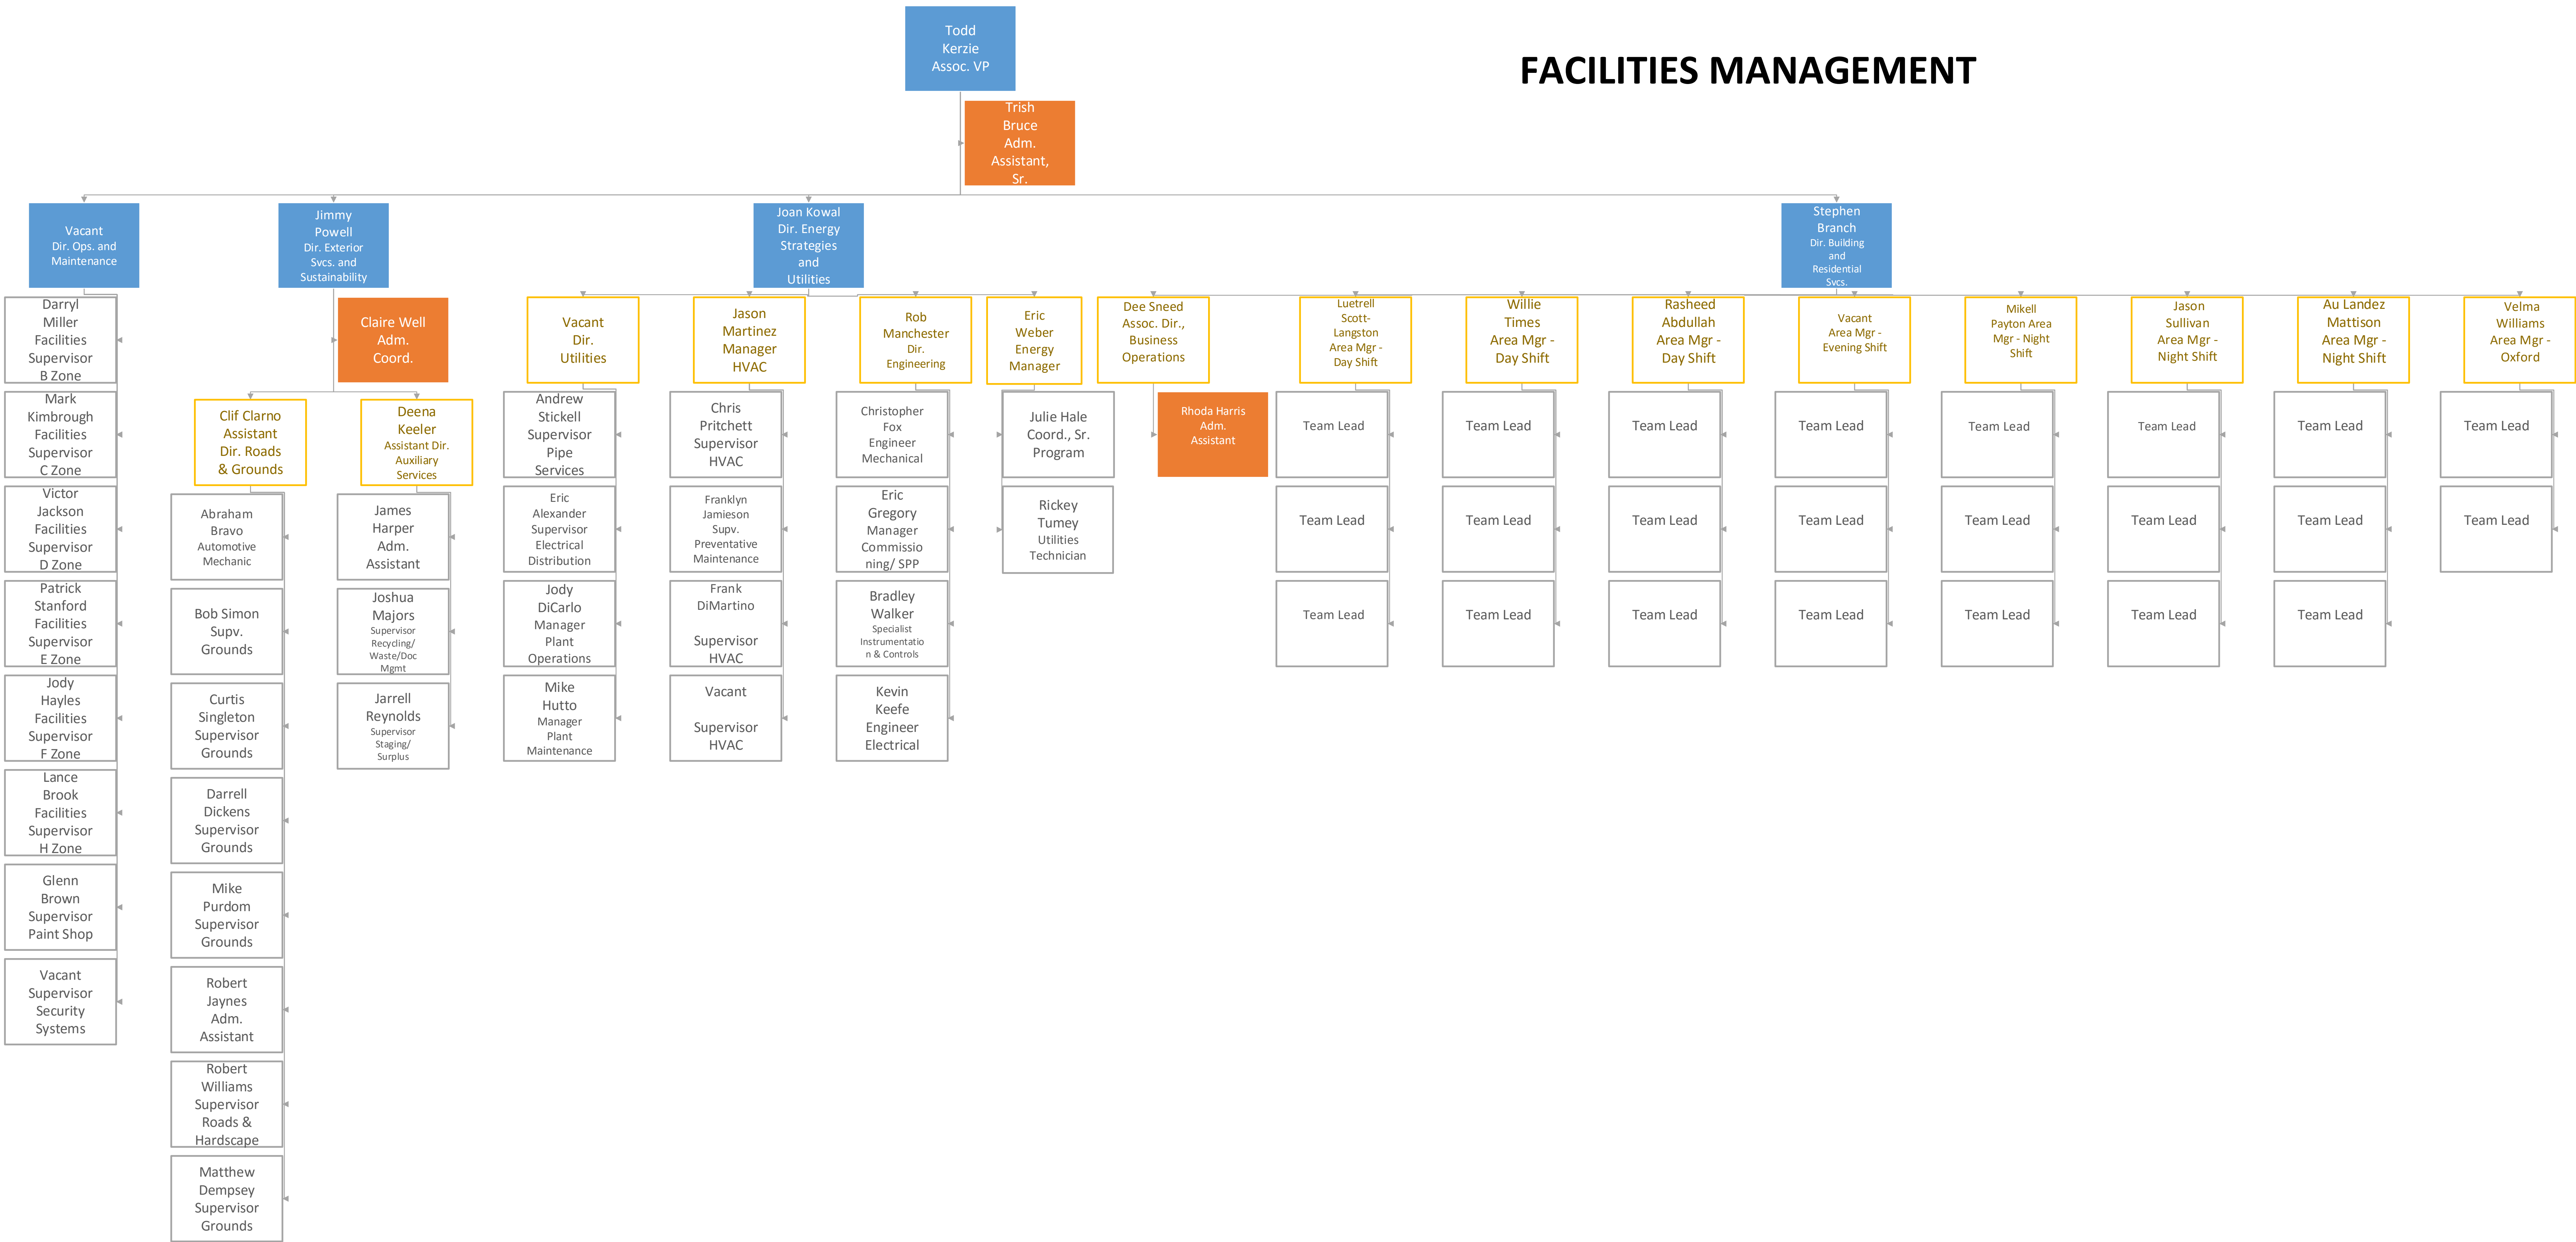 Todd
Kerzie
Assoc. VP
FACILITIES MANAGEMENT
Trish
Bruce
Adm.
Assistant,
Sr.
Vacant
Dir. Ops. and
Maintenance
Jimmy
Powell
Dir. Exterior
Svcs. and
Sustainability
Joan Kowal
Dir. Energy
Strategies
and
Utilities
Stephen
Branch
Dir. Building
and
Residential
Svcs.
Darryl
Miller
Facilities
Supervisor
B Zone
Mark
Kimbrough
Facilities
Supervisor
C Zone
Victor
Jackson
Facilities
Supervisor
D Zone
Patrick
Stanford
Facilities
Supervisor
E Zone
Jody
Hayles
Facilities
Supervisor
F Zone
Lance
Brook
Facilities
Supervisor
H Zone
Glenn
Brown
Supervisor
Paint Shop
Vacant
Supervisor
Security
Systems
Claire Well
Adm.
Coord.
Clif Clarno
Assistant
Dir. Roads
& Grounds
Abraham
Bravo
Automotive
Mechanic
Bob Simon
Supv.
Grounds
Curtis
Singleton
Supervisor
Grounds
Darrell
Dickens
Supervisor
Grounds
Mike
Purdom
Supervisor
Grounds
Robert
Jaynes
Adm.
Assistant
Robert
Williams
Supervisor
Roads &
Hardscape
Matthew
Dempsey
Supervisor
Grounds
Deena
Keeler
Assistant Dir.
Auxiliary
Services
James
Harper
Adm.
Assistant
Joshua
Majors
Supervisor
Recycling/
Waste/Doc
Mgmt
Jarrell
Reynolds
Supervisor
Staging/
Surplus
Vacant
Dir.
Utilities
Andrew
Stickell
Supervisor
Pipe
Services
Eric
Alexander
Supervisor
Electrical
Distribution
Jody
DiCarlo
Manager
Plant
Operations
Mike
Hutto
Manager
Plant
Maintenance
Jason
Martinez
Manager
HVAC
Chris
Pritchett
Supervisor
HVAC
Franklyn
Jamieson
Supv.
Preventative
Maintenance
Frank
DiMartino
Supervisor
HVAC
Vacant
Supervisor
HVAC
Rob
Manchester
Dir.
Engineering
Christopher
Fox
Engineer
Mechanical
Eric
Gregory
Manager
Commissio
ning/ SPP
Bradley
Walker
Specialist
Instrumentatio
n & Controls
Kevin
Keefe
Engineer
Electrical
Eric
Weber
Energy
Manager
Julie Hale
Coord., Sr.
Program
Rickey
Tumey
Utilities
Technician
Dee Sneed
Assoc. Dir.,
Business
Operations
Rhoda Harris
Adm.
Assistant
Luetrell
Scott-
Langston
Area Mgr -
Day Shift
Team Lead
Team Lead
Team Lead
Willie
Times
Area Mgr -
Day Shift
Team Lead
Team Lead
Team Lead
Rasheed
Abdullah
Area Mgr -
Day Shift
Team Lead
Team Lead
Team Lead
Vacant
Area Mgr -
Evening Shift
Team Lead
Team Lead
Team Lead
Mikell
Payton Area
Mgr - Night
Shift
Team Lead
Team Lead
Team Lead
Jason
Sullivan
Area Mgr -
Night Shift
Team Lead
Team Lead
Team Lead
Au Landez
Mattison
Area Mgr -
Night Shift
Team Lead
Team Lead
Team Lead
Velma
Williams
Area Mgr -
Oxford
Team Lead
Team Lead